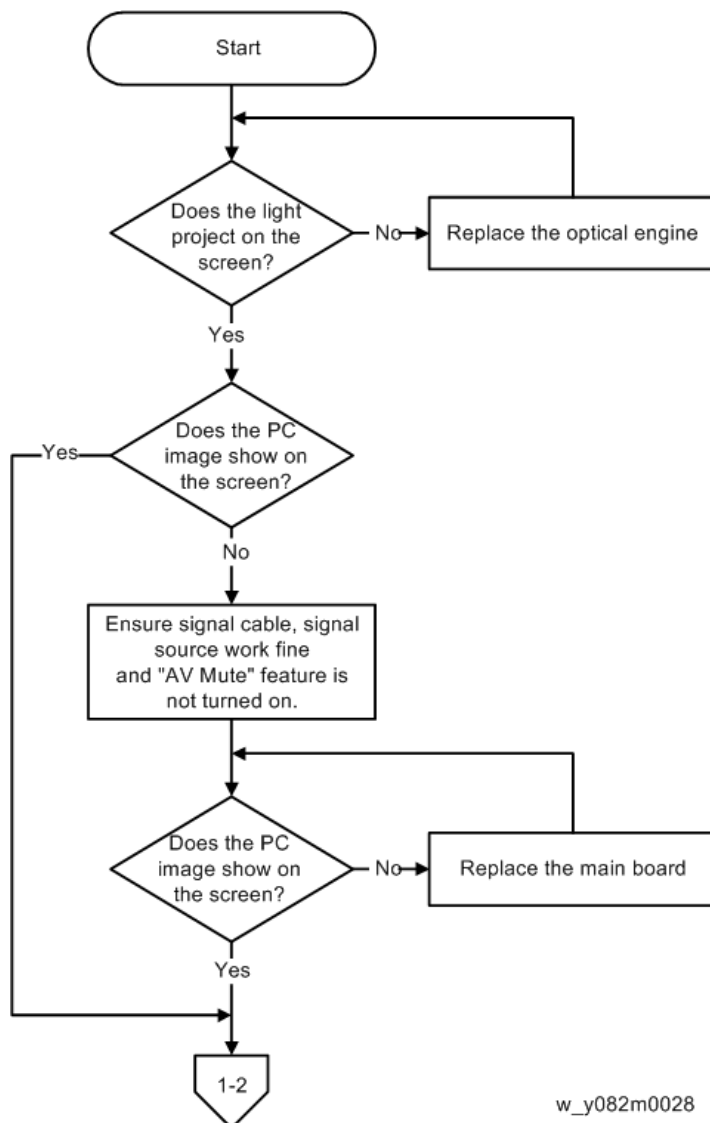 Start
Does the light
project on the
screen?
No
Replace the optical engine
Yes
Does the PC
image show on
the screen?
Yes
No
Ensure signal cable, signal
source work fine
and "AV Mute" feature is
not turned on.
Does the PC
image show on
the screen?
No
Replace the main board
Yes
1-2
w_y082m0028